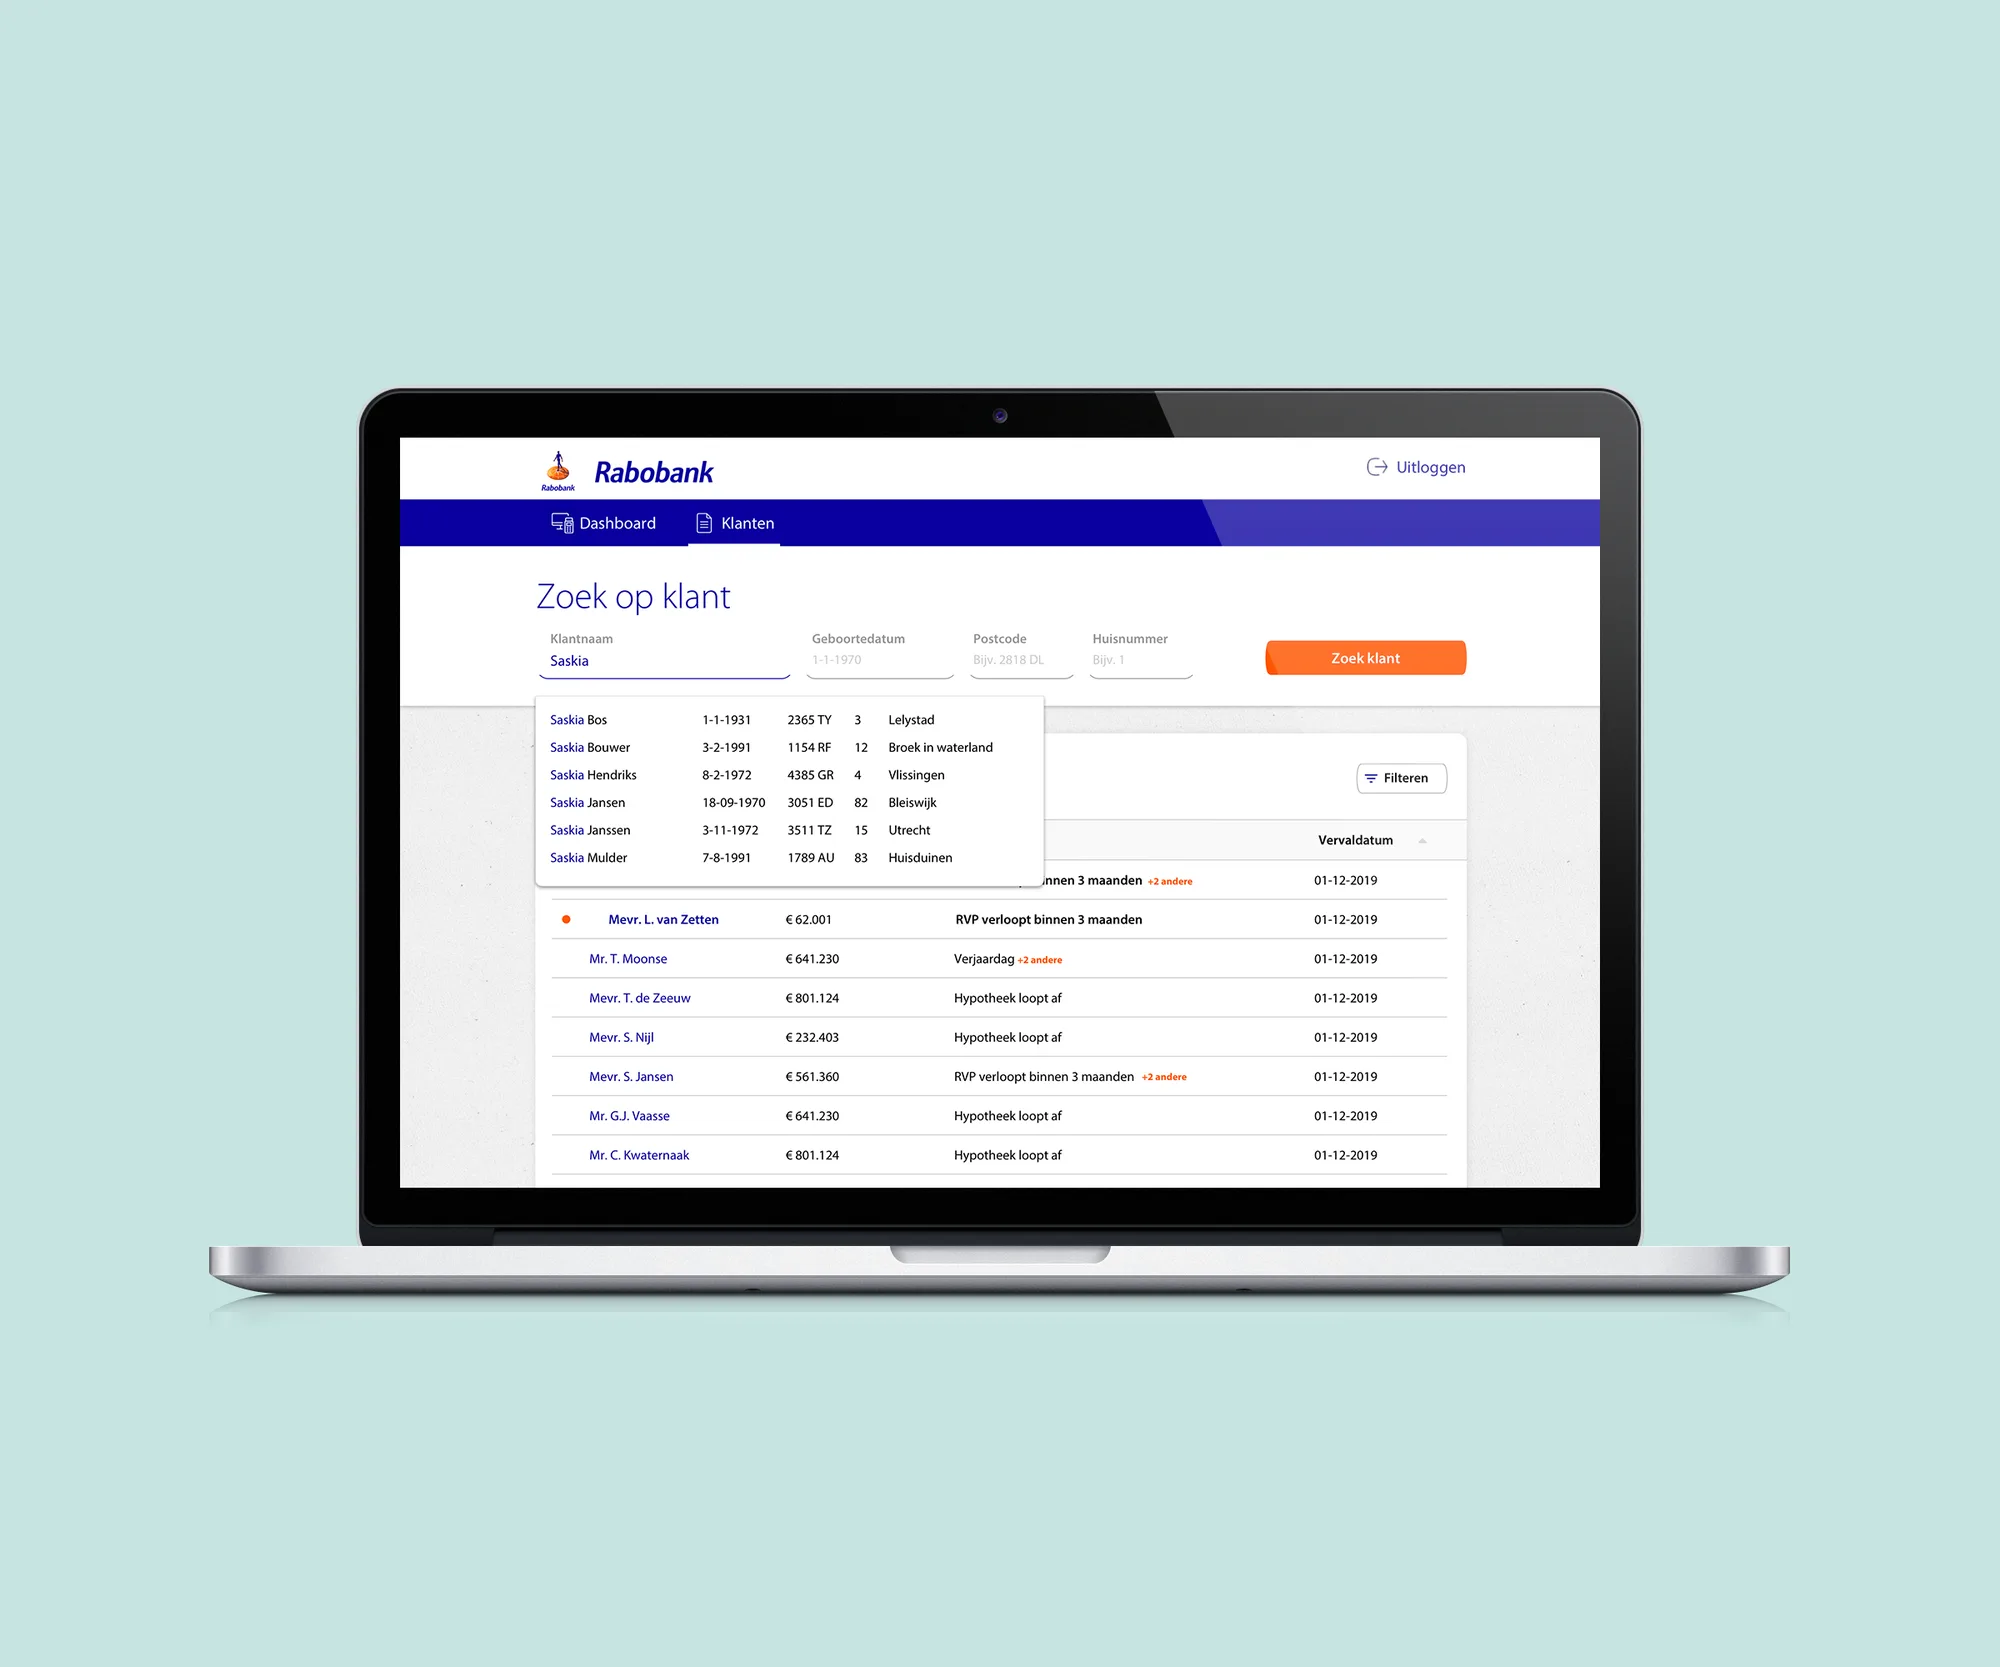 Rabobank Rabobank Uitloggen
Dashboard Klanten
Zoek op klant
Klantnaam Geboortedatum Postcode Huisnummer
Saskia 1-1-1970 Bijv. 2818 DL Bijv. 1 Zoek klant
Saskia Bos 1-1-1931 2365 TY 3 Lelystad
Saskia Bouwer 3-2-1991 1154 RF 12 Broek in waterland
Saskia Hendriks 8-2-1972 4385 GR 4 Vlissingen
Filteren
Saskia Jansen 18-09-1970 3051 ED 82 Bleiswijk
Saskia Janssen 3-11-1972 3511 TZ 15 Utrecht
Vervaldatum
Saskia Mulder 7-8-1991 1789 AU 83 Huisduinen
3 maanden +2 andere 01-12-2019
Mevr. L. van Zetten € 62.001 RVP verloopt binnen 3 maanden 01-12-2019
Mr. T. Moonse € 641.230 Verjaardag +2 andere 01-12-2019
Mevr. T. de Zeeuw € 801.124 Hypotheek loopt af 01-12-2019
Mevr. S. Nijl € 232.403 Hypotheek loopt af 01-12-2019
Mevr. S. Jansen € 561.360 RVP verloopt binnen 3 maanden +2 andere 01-12-2019
Mr. G.J. Vaasse € 641.230 Hypotheek loopt af 01-12-2019
Mr. C. Kwaternaak € 801.124 Hypotheek loopt af 01-12-2019